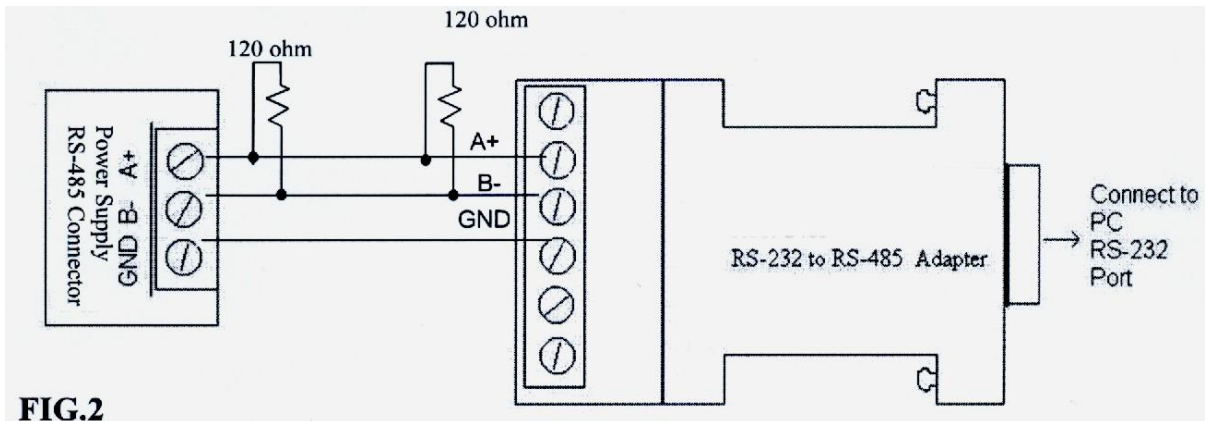 120 ohm
120 ohm
Power Supply
RS-485 Connector
A+
B-
GND
A+
B-
GND
RS-232 to RS-485 Adapter
Connect to
PC
RS-232
Port
FIG.2